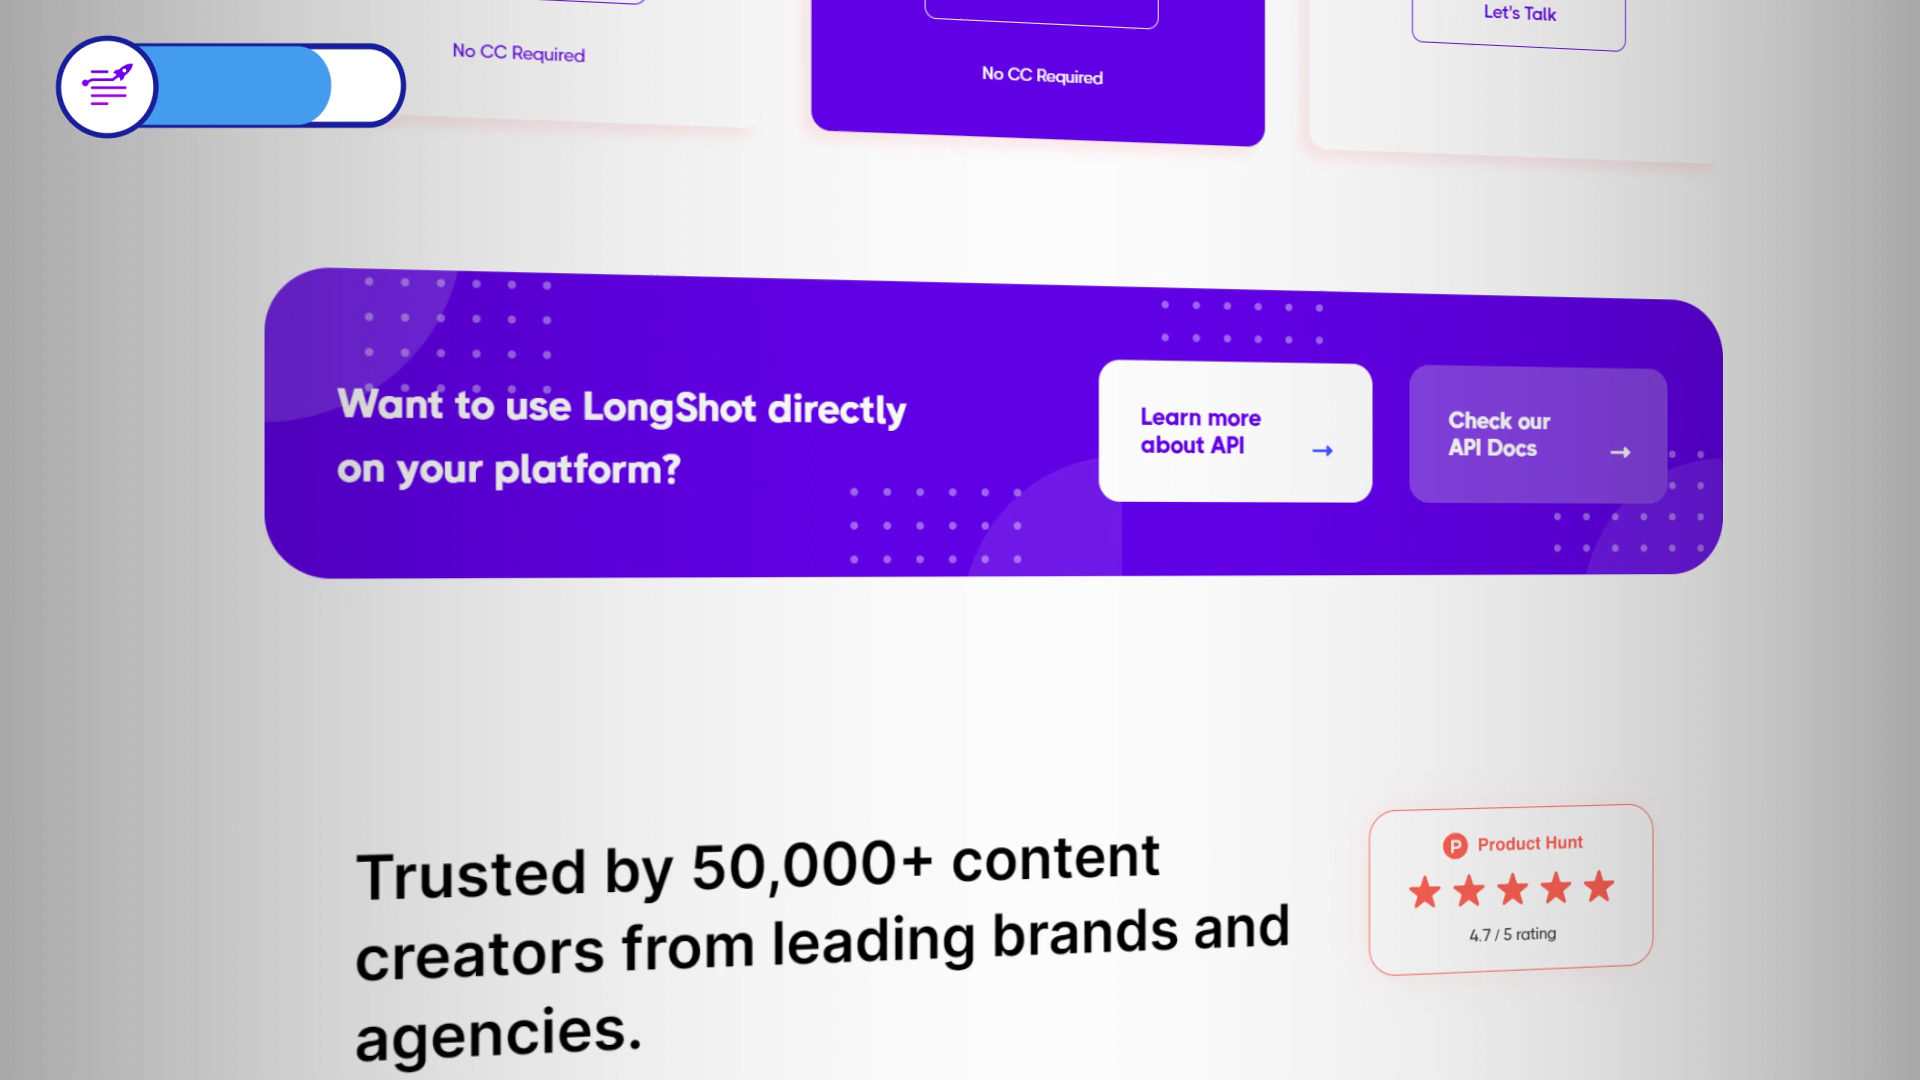 No CC Required
No CC Required
Let's Talk
Want to use LongShot directly
on your platform?
Learn more
about API
→
Check our
API Docs
→
Trusted by 50,000+ content
creators from leading brands and
agencies.
P Product Hunt
4.7 / 5 rating